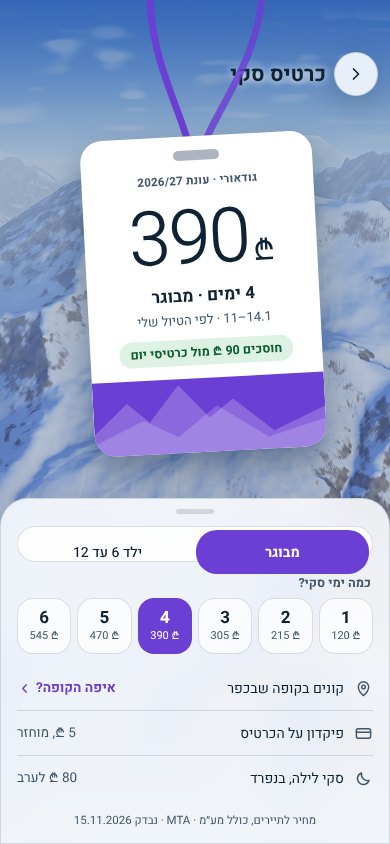 כרטיס סקי
גודאורי · עונת 2026/27
390 ₾
4 ימים · מבוגר
11–14.1 · לפי הטיול שלי
חוסכים 90 ₾ מול כרטיסי יום
מבוגר
ילד 6 עד 12
כמה ימי סקי?
1 2 3 4 5 6
120 ₾ 215 ₾ 305 ₾ 390 ₾ 470 ₾ 545 ₾
קונים בקופה שבכפר איפה הקופה?
פיקדון על הכרטיס 5 ₾, מוחזר
סקי לילה, בנפרד 80 ₾ לערב
מחיר לתיירים, כולל מע״מ · MTA · נבדק 15.11.2026